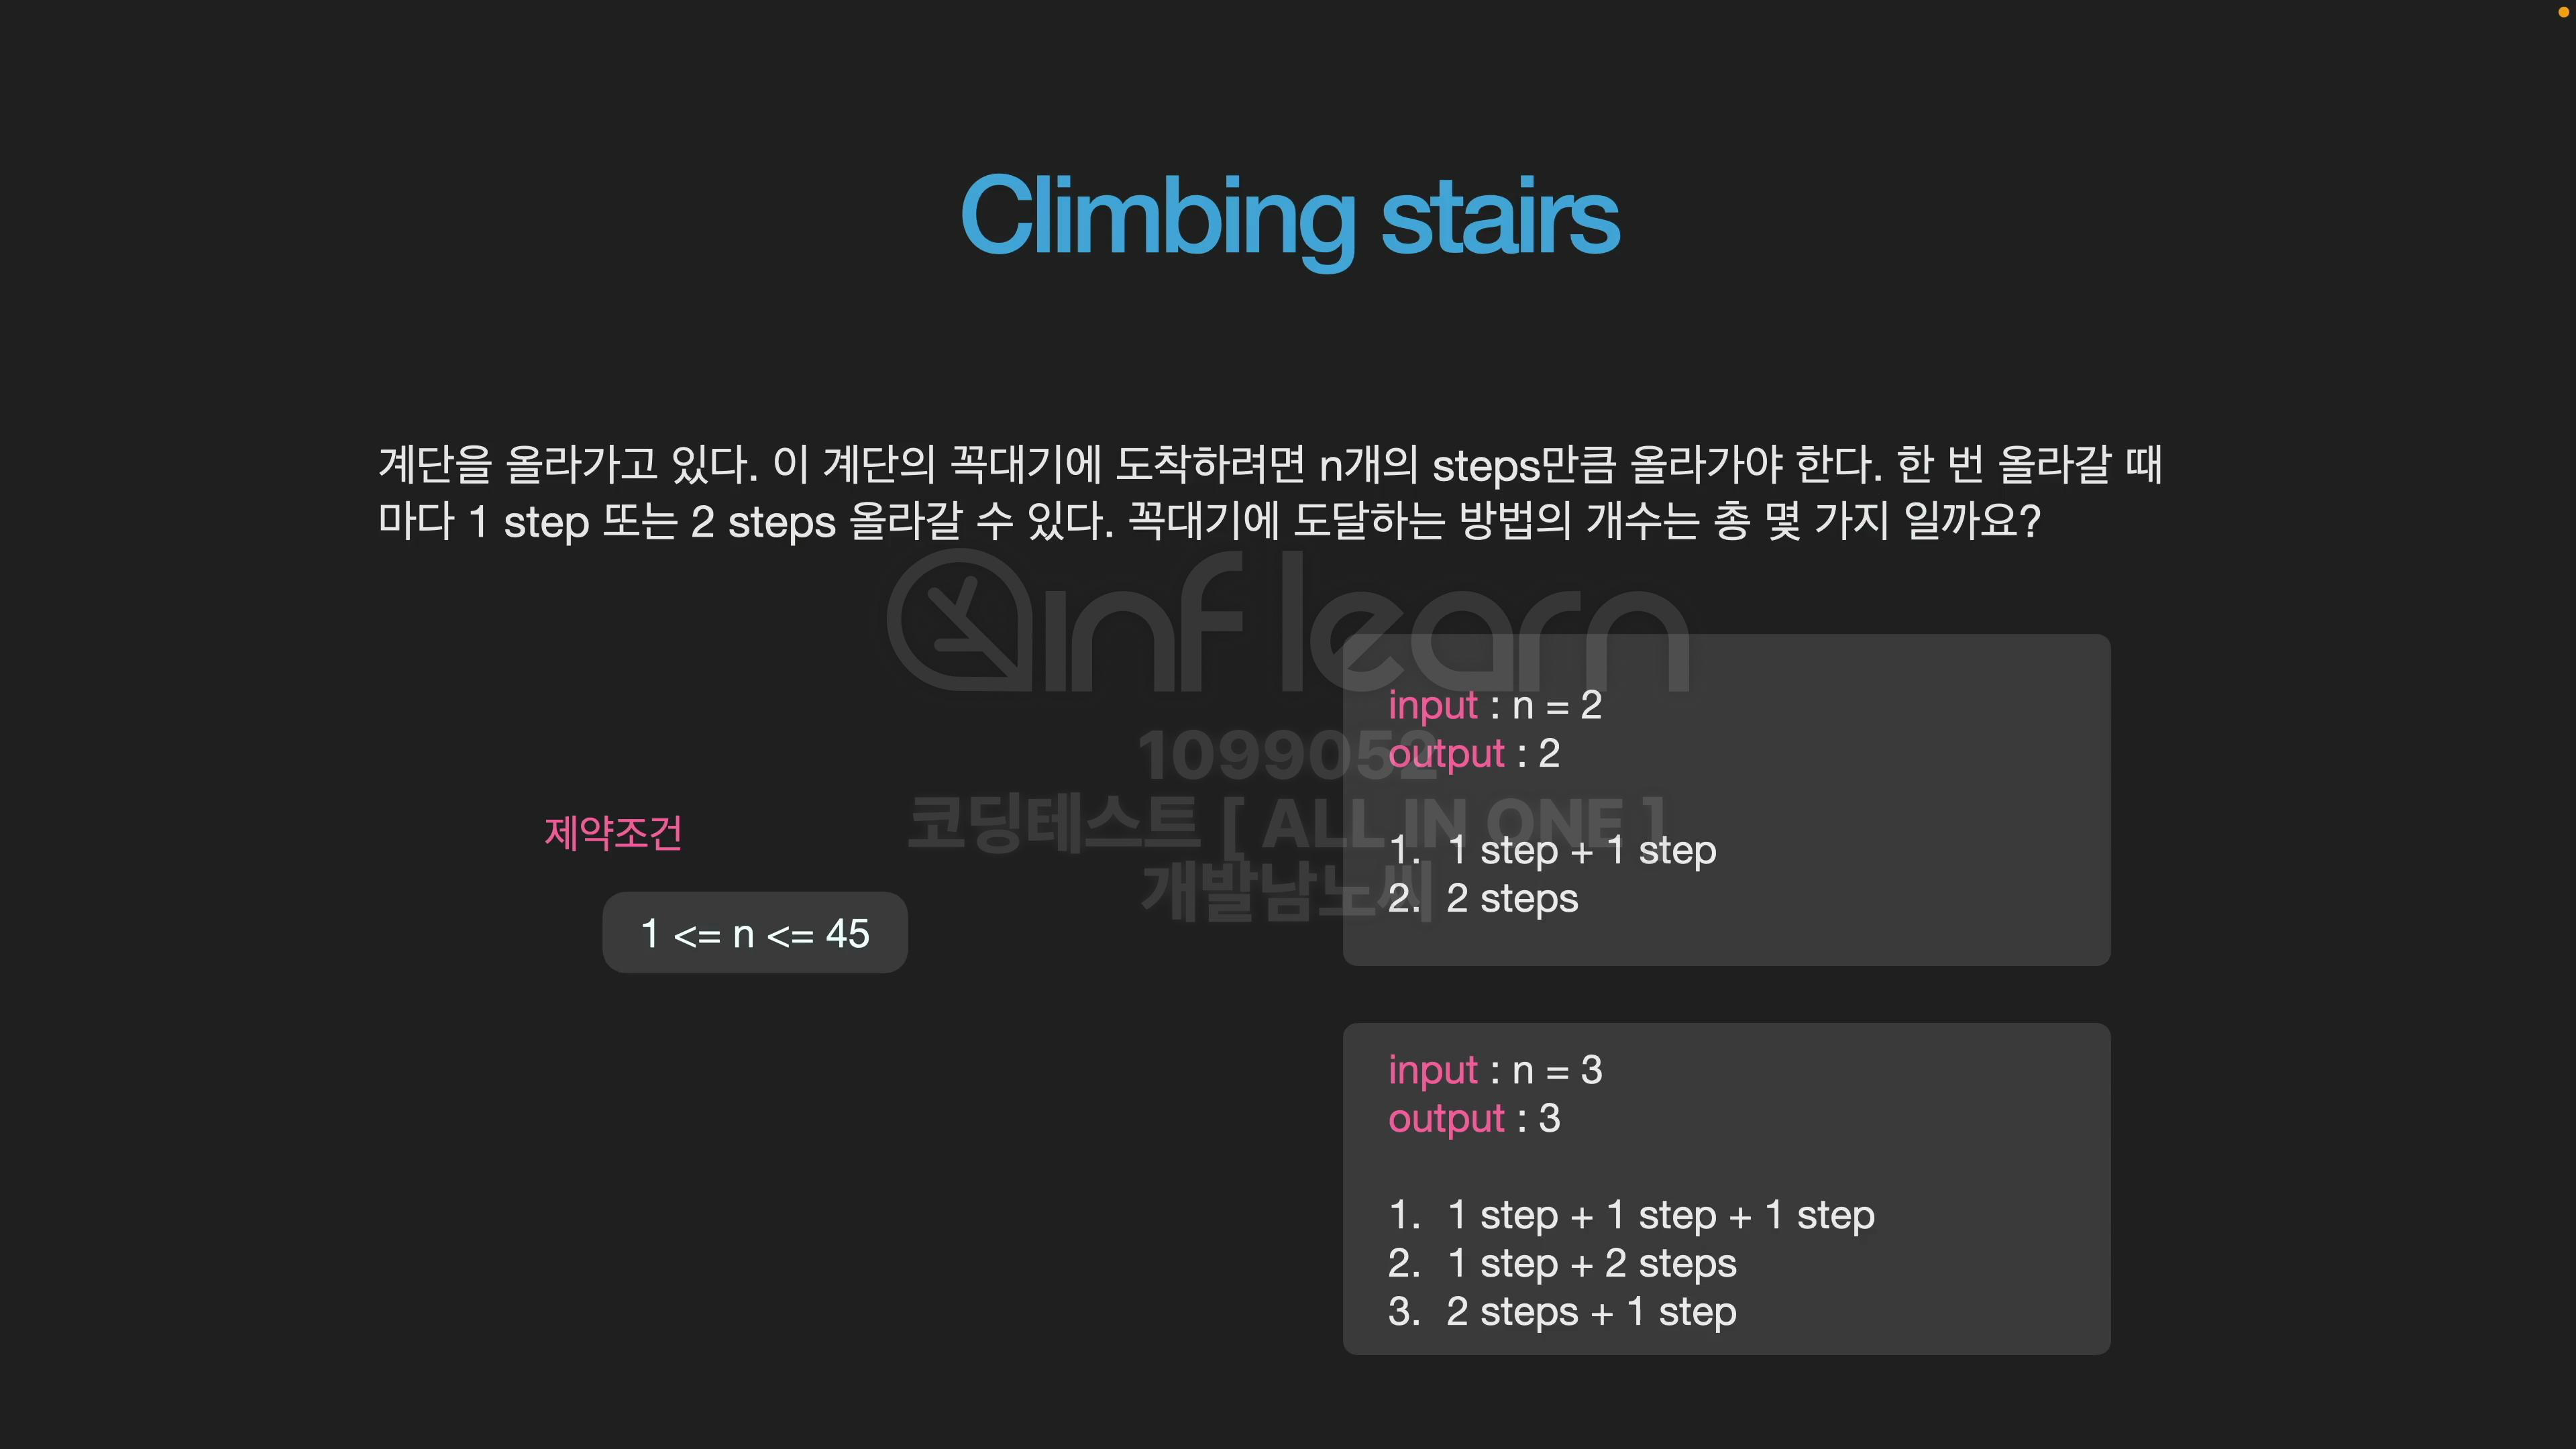 Climbing stairs
계단을 올라가고 있다. 이 계단의 꼭대기에 도착하려면 n개의 steps만큼 올라가야 한다. 한 번 올라갈 때
마다 1 step 또는 2 steps 올라갈 수 있다. 꼭대기에 도달하는 방법의 개수는 총 몇 가지 일까요?
inflearn
1099052
코딩테스트 [ ALL IN ONE ]
개발남노씨
제약조건
1 <= n <= 45
input : n = 2
output : 2
1. 1 step + 1 step
2. 2 steps
input : n = 3
output : 3
1. 1 step + 1 step + 1 step
2. 1 step + 2 steps
3. 2 steps + 1 step